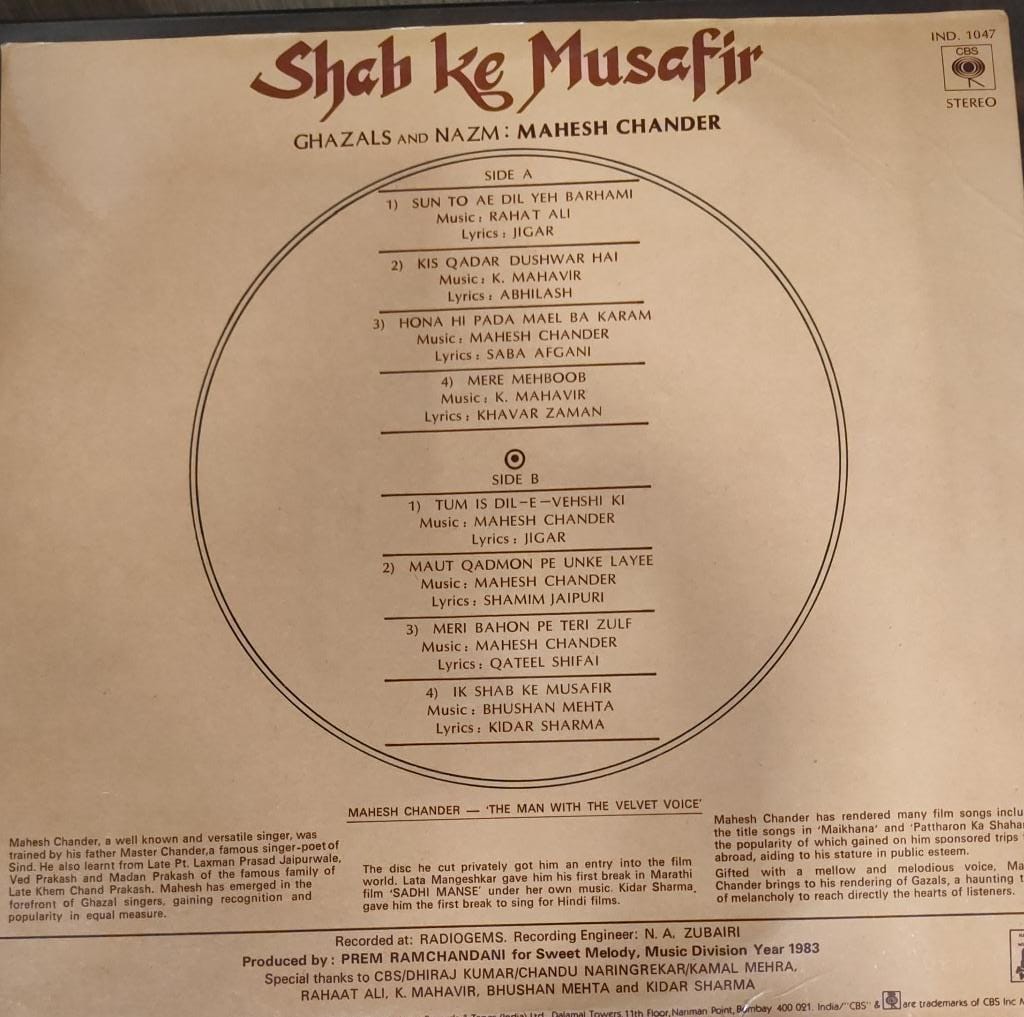 Shab ke Musafir
IND. 1047
CBS
STEREO
GHAZALS AND NAZM: MAHESH CHANDER
SIDE A
1) SUN TO AE DIL YEH BARHAMI
Music: RAHAT ALI
Lyrics: JIGAR
2) KIS QADAR DUSHWAR HAI
Music: K. MAHAVIR
Lyrics: ABHILASH
3) HONA HI PADA MAEL BA KARAM
Music: MAHESH CHANDER
Lyrics: SABA AFGANI
4) MERE MEHBOOB
Music: K. MAHAVIR
Lyrics: KHAVAR ZAMAN
SIDE B
1) TUM IS DIL-E-VEHSHI KI
Music: MAHESH CHANDER
Lyrics: JIGAR
2) MAUT QADMON PE UNKE LAYEE
Music: MAHESH CHANDER
Lyrics: SHAMIM JAIPURI
3) MERI BAHON PE TERI ZULF
Music: MAHESH CHANDER
Lyrics: QATEEL SHIFAI
4) IK SHAB KE MUSAFIR
Music: BHUSHAN MEHTA
Lyrics: KIDAR SHARMA
MAHESH CHANDER — 'THE MAN WITH THE VELVET VOICE'
Mahesh Chander, a well known and versatile singer, was
trained by his father Master Chander,a famous singer-poet of
Sind. He also learnt from Late Pt. Laxman Prasad Jaipurwale,
Ved Prakash and Madan Prakash of the famous family of
Late Khem Chand Prakash. Mahesh has emerged in the
forefront of Ghazal singers, gaining recognition and
popularity in equal measure.
The disc he cut privately got him an entry into the film
world. Lata Mangeshkar gave him his first break in Marathi
film 'SADHI MANSE' under her own music. Kidar Sharma,
gave him the first break to sing for Hindi films.
Mahesh Chander has rendered many film songs inclu
the title songs in 'Maikhana' and 'Pattharon Ka Shaha
the popularity of which gained on him sponsored trips
abroad, aiding to his stature in public esteem.
Gifted with a mellow and melodious voice, Ma
Chander brings to his rendering of Gazals, a haunting t
of melancholy to reach directly the hearts of listeners.
Recorded at: RADIOGEMS. Recording Engineer: N. A. ZUBAIRI
Produced by: PREM RAMCHANDANI for Sweet Melody, Music Division Year 1983
Special thanks to CBS/DHIRAJ KUMAR/CHANDU NARINGREKAR/KAMAL MEHRA,
RAHAAT ALI, K. MAHAVIR, BHUSHAN MEHTA and KIDAR SHARMA
(India) Ltd. Dalamal Towers 11th Floor, Nariman Point, Bombay 400 021. India/"CBS" & are trademarks of CBS Inc